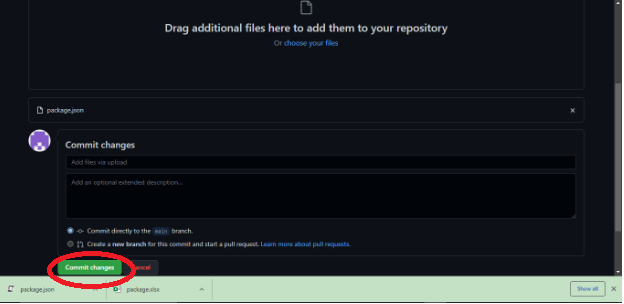 Drag additional files here to add them to your repository
Or choose your files
package.json
Commit changes
Add files via upload
Add an optional extended description...
Commit directly to the main branch.
Create a new branch for this commit and start a pull request. Learn more about pull requests.
Commit changes
ancel
package.json
package.xlsx
Show all